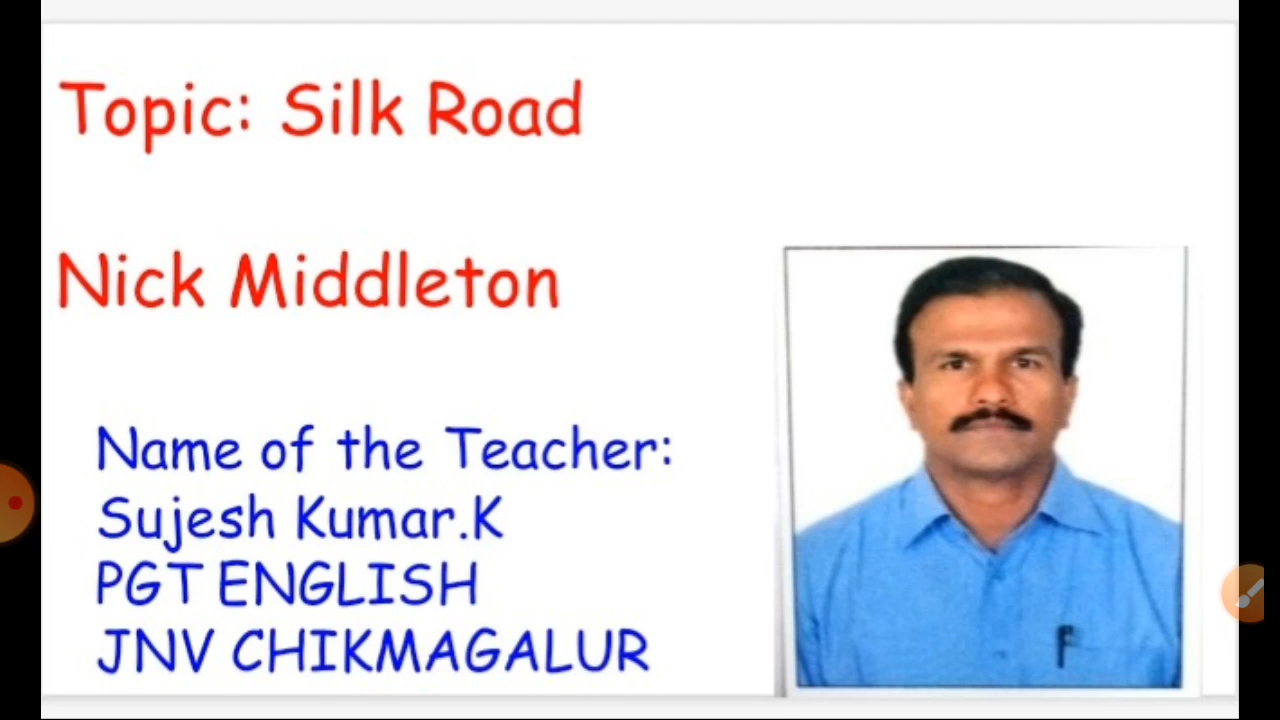 Topic: Silk Road
Nick Middleton
Name of the Teacher:
Sujesh Kumar.K
PGT ENGLISH
JNV CHIKMAGALUR